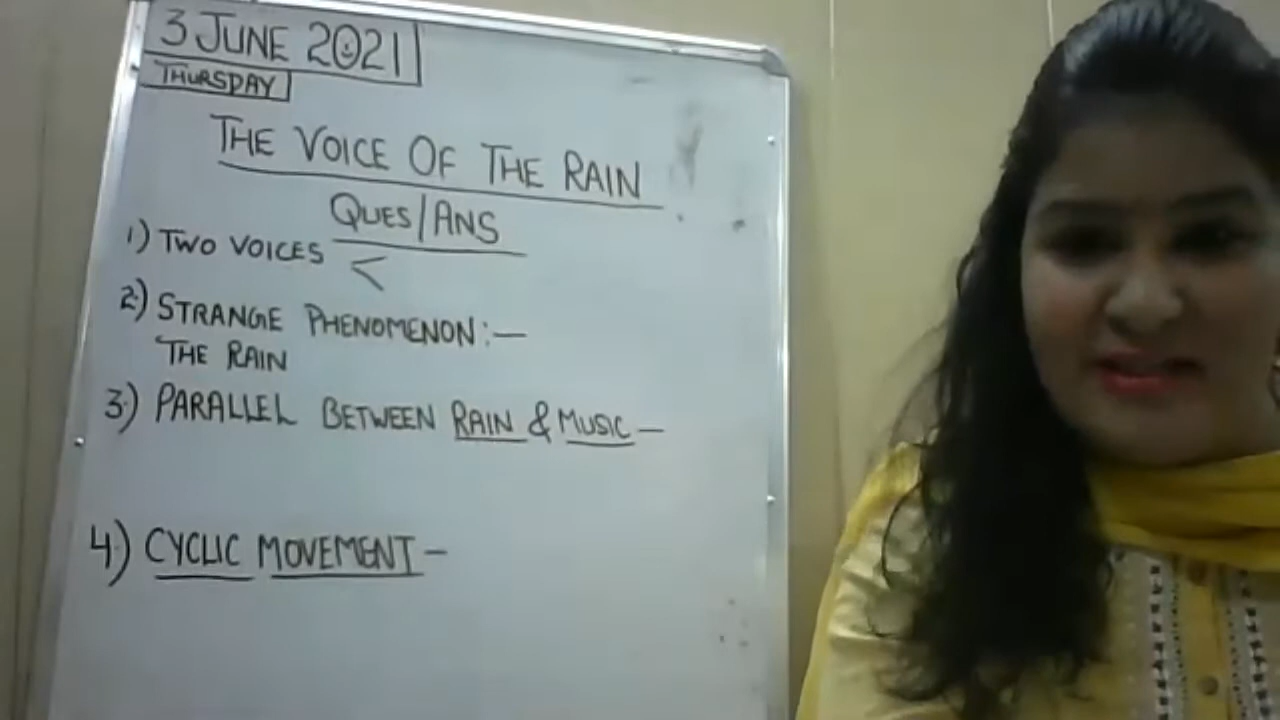 3 JUNE 2021
THURSDAY
THE VOICE OF THE RAIN
QUES/ANS
1) TWO VOICES <
2) STRANGE PHENOMENON:—
THE RAIN
3) PARALLEL BETWEEN RAIN & MUSIC —
4) CYCLIC MOVEMENT —